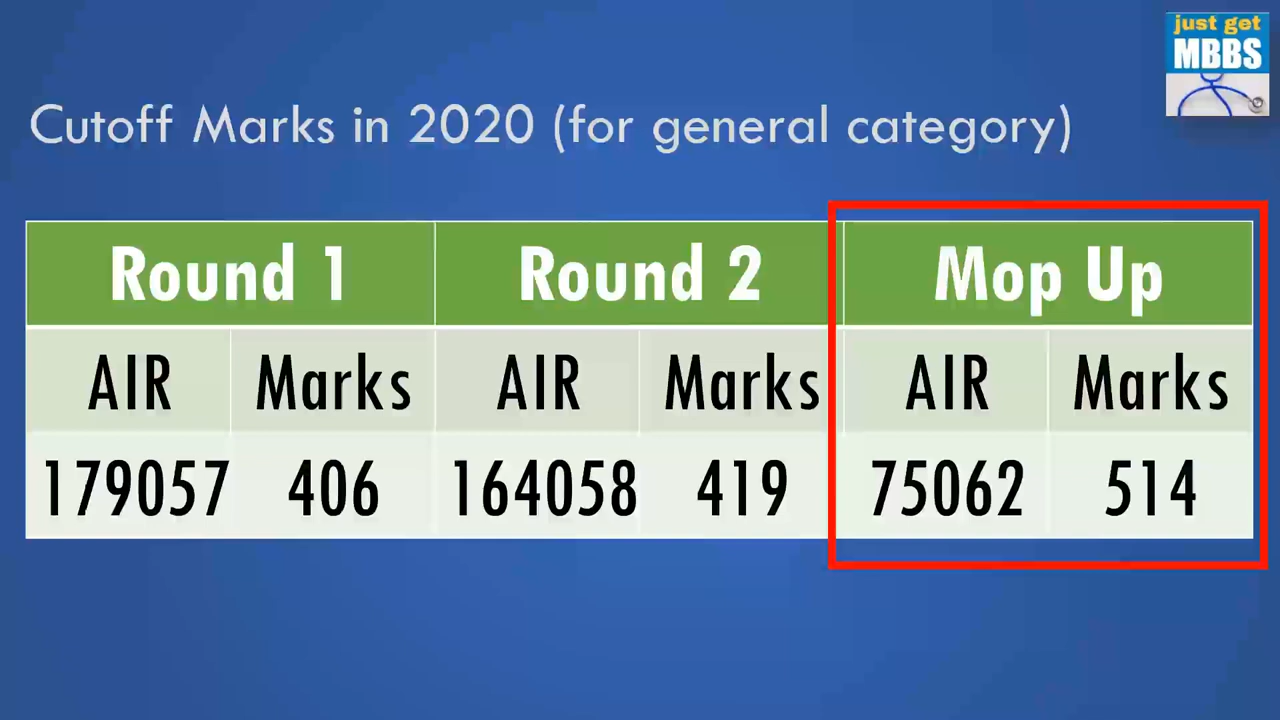 just get
MBBS
Cutoff Marks in 2020 (for general category)
Round 1 Round 2 Mop Up
AIR Marks AIR Marks AIR Marks
179057 406 164058 419 75062 514